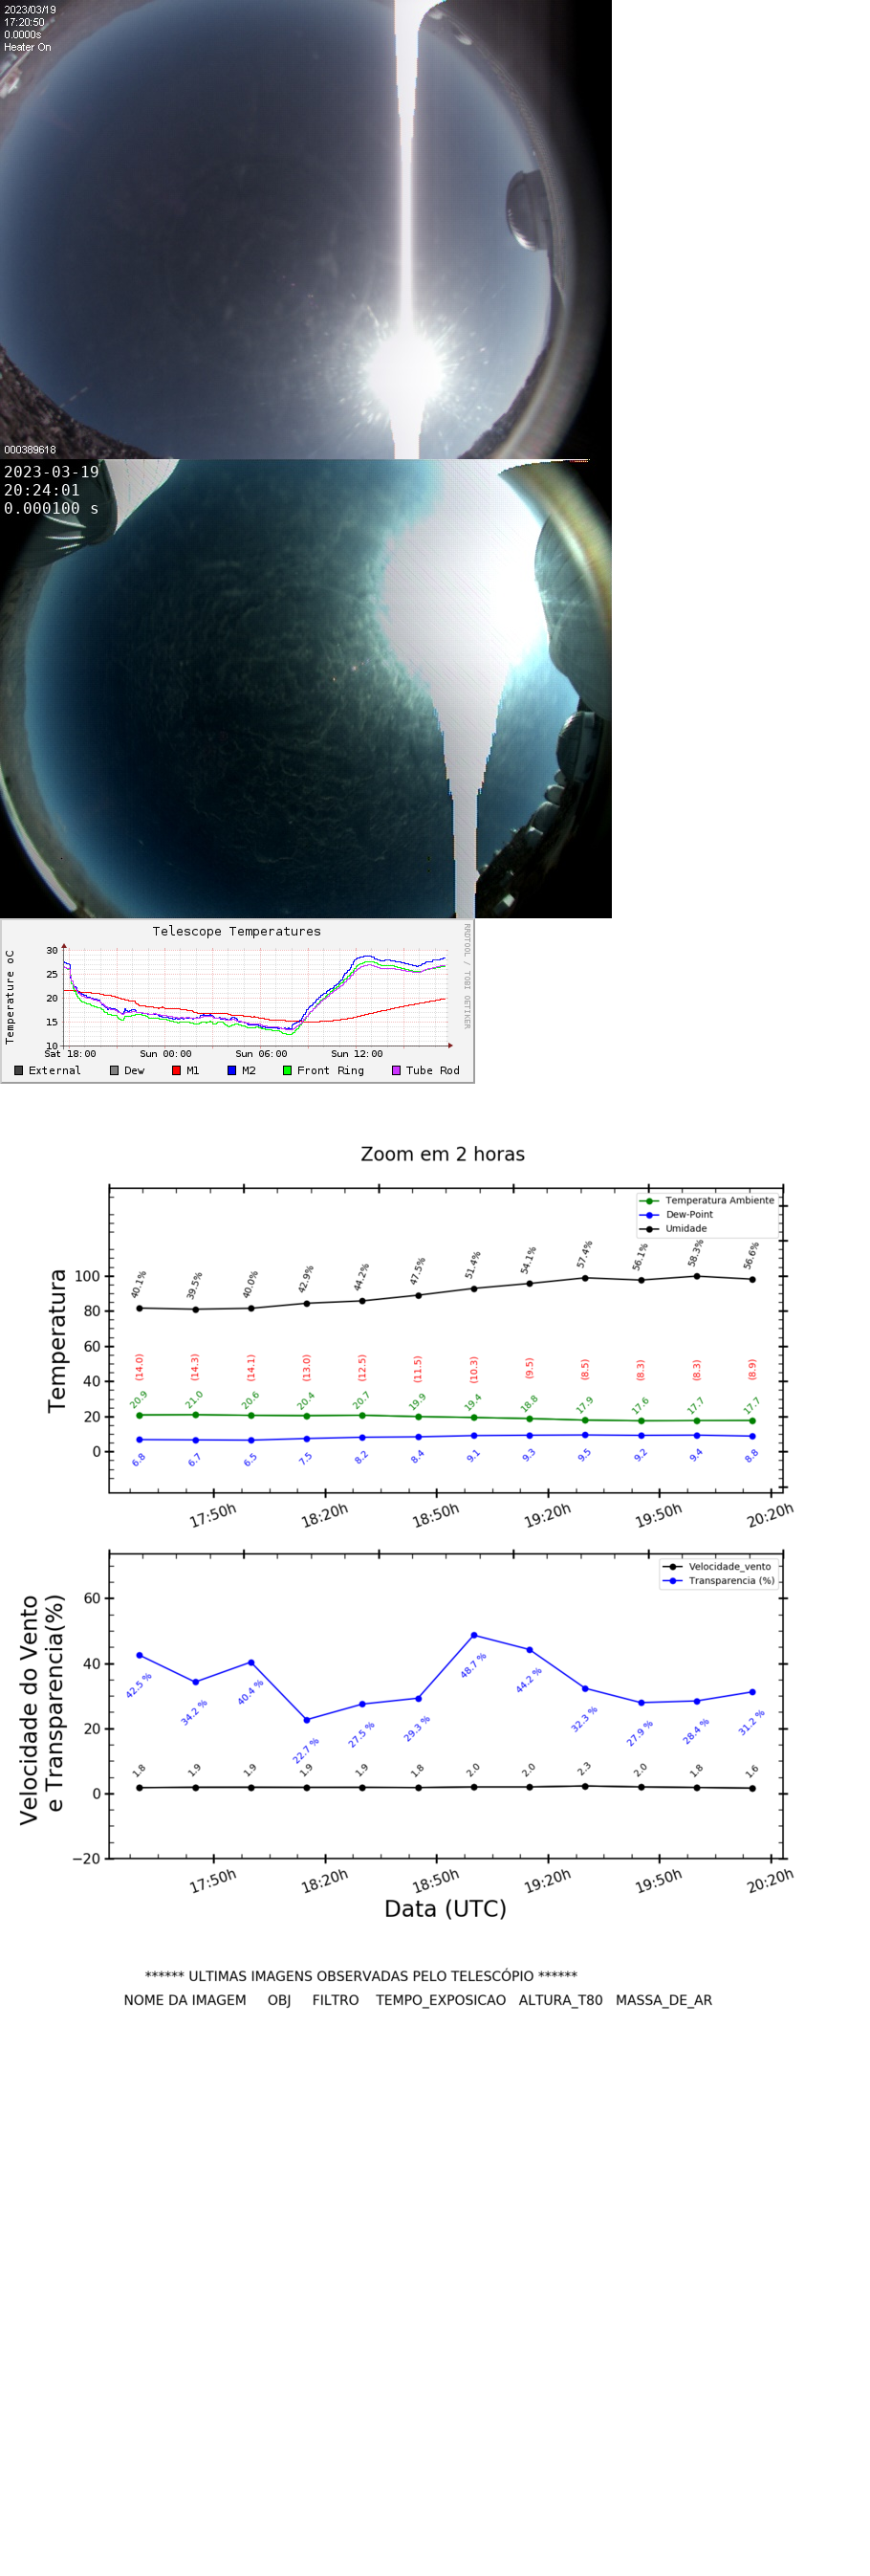 2023/03/19
17:20:50
0.0000s
Heater On
000389618
2023-03-19
20:24:01
0.000100 s
Telescope Temperatures
RRDTOOL / TOBI OETIKER
Temperature oC
30
25
20
15
10
Sat 18:00 Sun 00:00 Sun 06:00 Sun 12:00
External Dew M1 M2 Front Ring Tube Rod
Zoom em 2 horas
Temperatura Ambiente
Dew-Point
Umidade
Temperatura
100
80
60
40
20
0
40.1% 39.5% 40.0% 42.9% 44.2% 47.5% 51.4% 54.1% 57.4% 56.1% 58.3% 56.6%
(14.0) (14.3) (14.1) (13.0) (12.5) (11.5) (10.3) (9.5) (8.5) (8.3) (8.3) (8.9)
20.9 21.0 20.6 20.4 20.7 19.9 19.4 18.8 17.9 17.6 17.7 17.7
6.8 6.7 6.5 7.5 8.2 8.4 9.1 9.3 9.5 9.2 9.4 8.8
17:50h 18:20h 18:50h 19:20h 19:50h 20:20h
Velocidade_vento
Transparencia (%)
Velocidade do Vento
e Transparencia(%)
60
40
20
0
−20
42.5 % 34.2 % 40.4 % 22.7 % 27.5 % 29.3 % 48.7 % 44.2 % 32.3 % 27.9 % 28.4 % 31.2 %
1.8 1.9 1.9 1.9 1.9 1.8 2.0 2.0 2.3 2.0 1.8 1.6
17:50h 18:20h 18:50h 19:20h 19:50h 20:20h
Data (UTC)
****** ULTIMAS IMAGENS OBSERVADAS PELO TELESCÓPIO ******
NOME DA IMAGEM OBJ FILTRO TEMPO_EXPOSICAO ALTURA_T80 MASSA_DE_AR